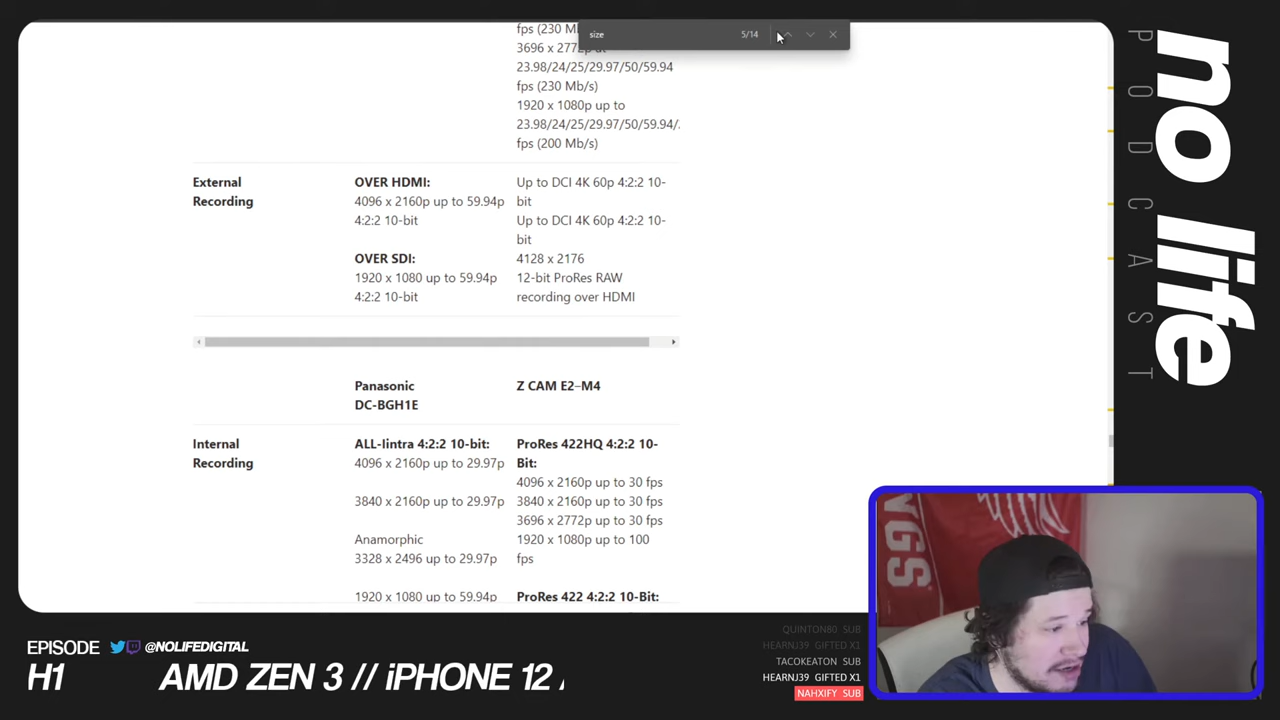 fps (230
size
5/14
3696 x 2772p at
23.98/24/25/29.97/50/59.94
fps (230 Mb/s)
1920 x 1080p up to
23.98/24/25/29.97/50/59.94/
fps (200 Mb/s)
External
Recording
OVER HDMI:
4096 x 2160p up to 59.94p
4:2:2 10-bit
OVER SDI:
1920 x 1080 up to 59.94p
4:2:2 10-bit
Up to DCI 4K 60p 4:2:2 10-
bit
Up to DCI 4K 60p 4:2:2 10-
bit
4128 x 2176
12-bit ProRes RAW
recording over HDMI
Panasonic
DC-BGH1E
Z CAM E2-M4
Internal
Recording
ALL-Iintra 4:2:2 10-bit:
4096 x 2160p up to 29.97p
3840 x 2160p up to 29.97p
Anamorphic
3328 x 2496 up to 29.97p
1920 x 1080 up to 59.94p
ProRes 422HQ 4:2:2 10-
Bit:
4096 x 2160p up to 30 fps
3840 x 2160p up to 30 fps
3696 x 2772p up to 30 fps
1920 x 1080p up to 100
fps
ProRes 422 4:2:2 10-Bit:
no life
PODCAST
NGS
EPISODE
@NOLIFEDIGITAL
H1
AMD ZEN 3 // iPHONE 12
QUINTON80 SUB
HEARNJ39 GIFTED X1
TACOKEATON SUB
HEARNJ39 GIFTED X1
NAHXIFY SUB